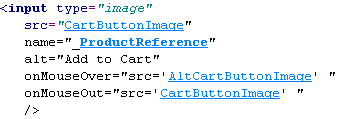 <input type="image"
src="CartButtonImage"
name="_ProductReference"
alt="Add to Cart"
onMouseOver="src='AltCartButtonImage' "
onMouseOut="src='CartButtonImage' "
/>